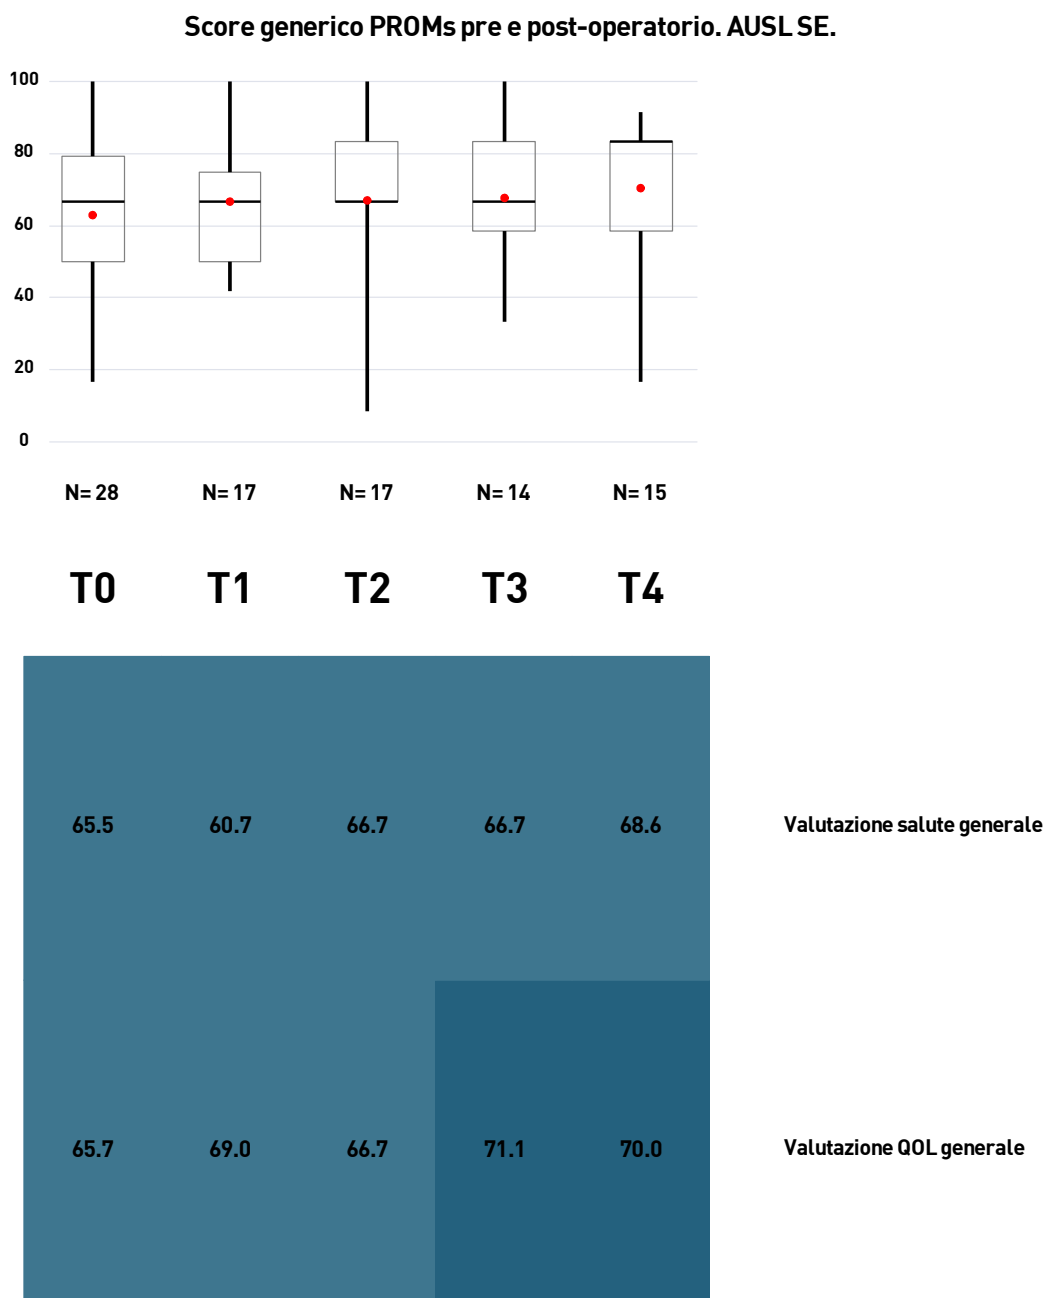 Score generico PROMs pre e post-operatorio. AUSL SE.
100
80
60
40
20
0
N= 28 N= 17 N= 17 N= 14 N= 15
T0 T1 T2 T3 T4
65.5 60.7 66.7 66.7 68.6 Valutazione salute generale
65.7 69.0 66.7 71.1 70.0 Valutazione QOL generale